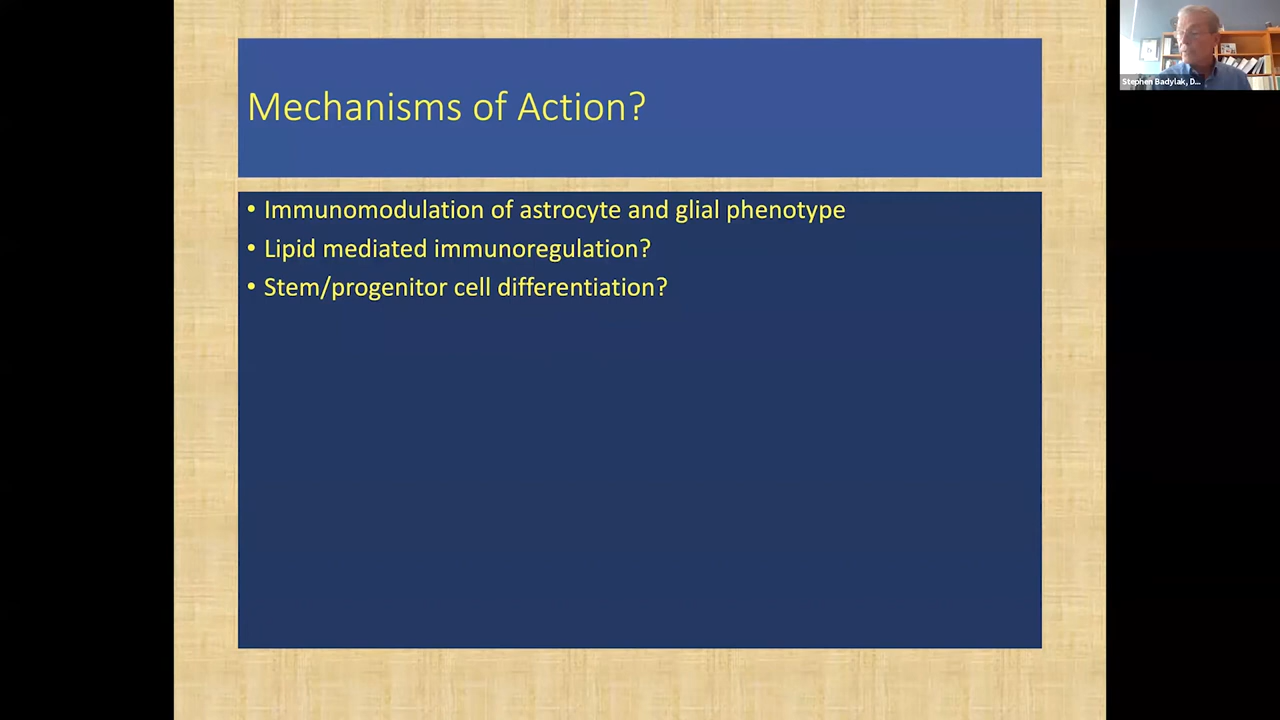 Mechanisms of Action?
• Immunomodulation of astrocyte and glial phenotype
• Lipid mediated immunoregulation?
• Stem/progenitor cell differentiation?
Stephen Badylak, D...